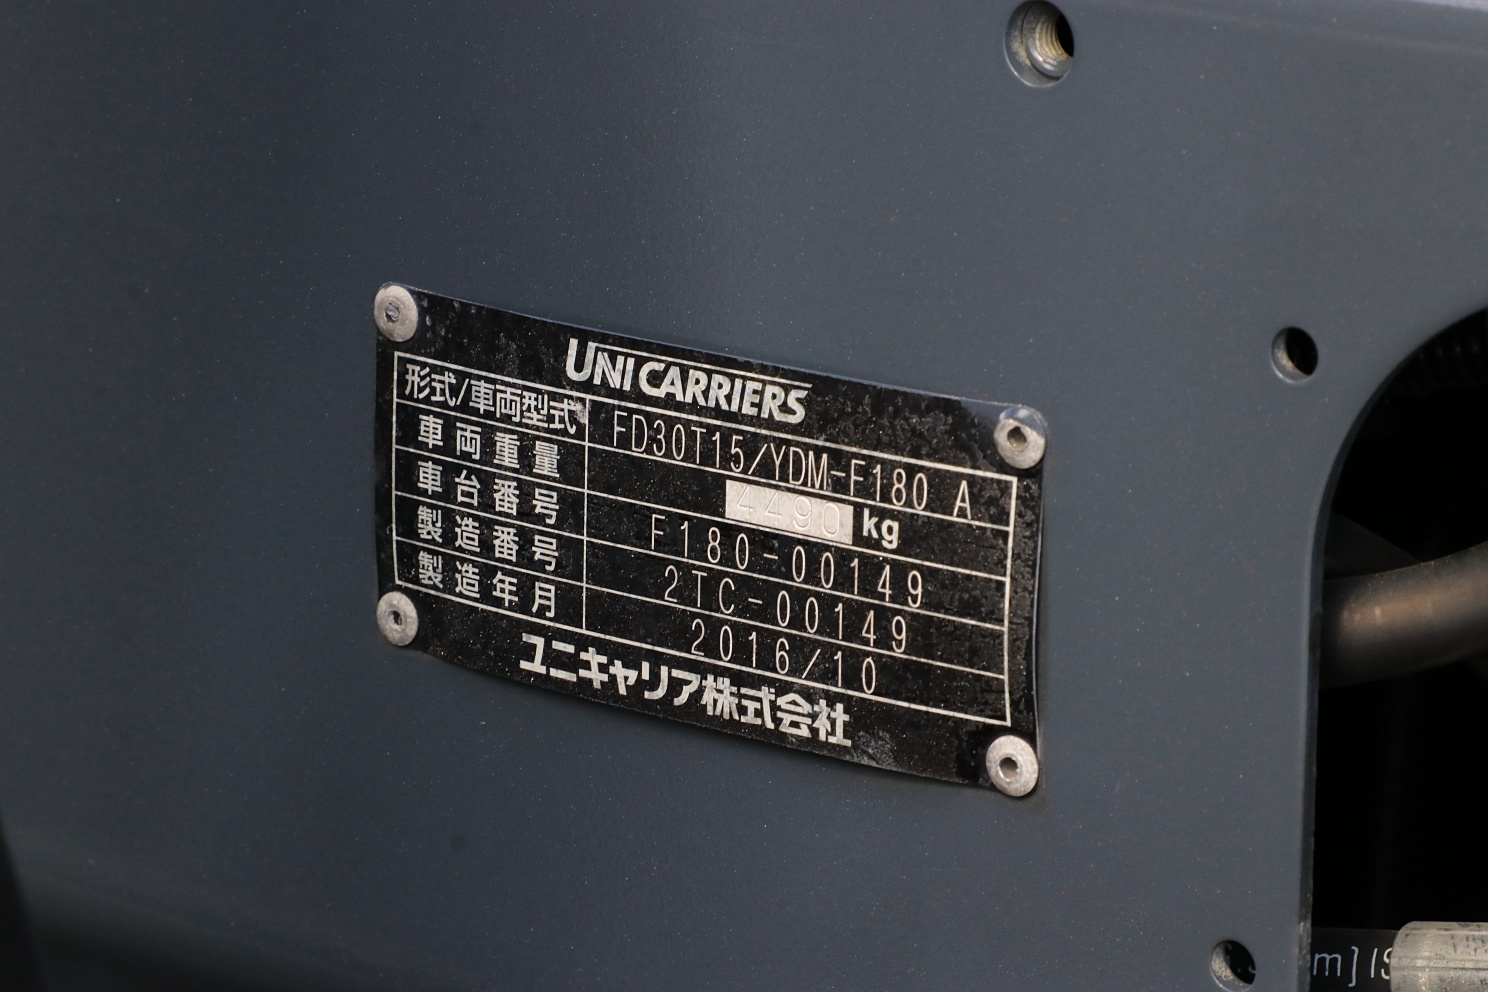 UNICARRIERS
形式/車両型式 FD30T15/YDM-F180 A
車両重量 4490 kg
車台番号 F180-00149
製造番号 2TC-00149
製造年月 2016/10
ユニキャリア株式会社
m]